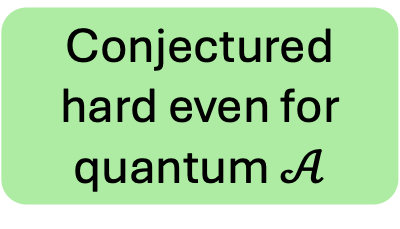 Conjectured
hard even for
quantum 𝒜